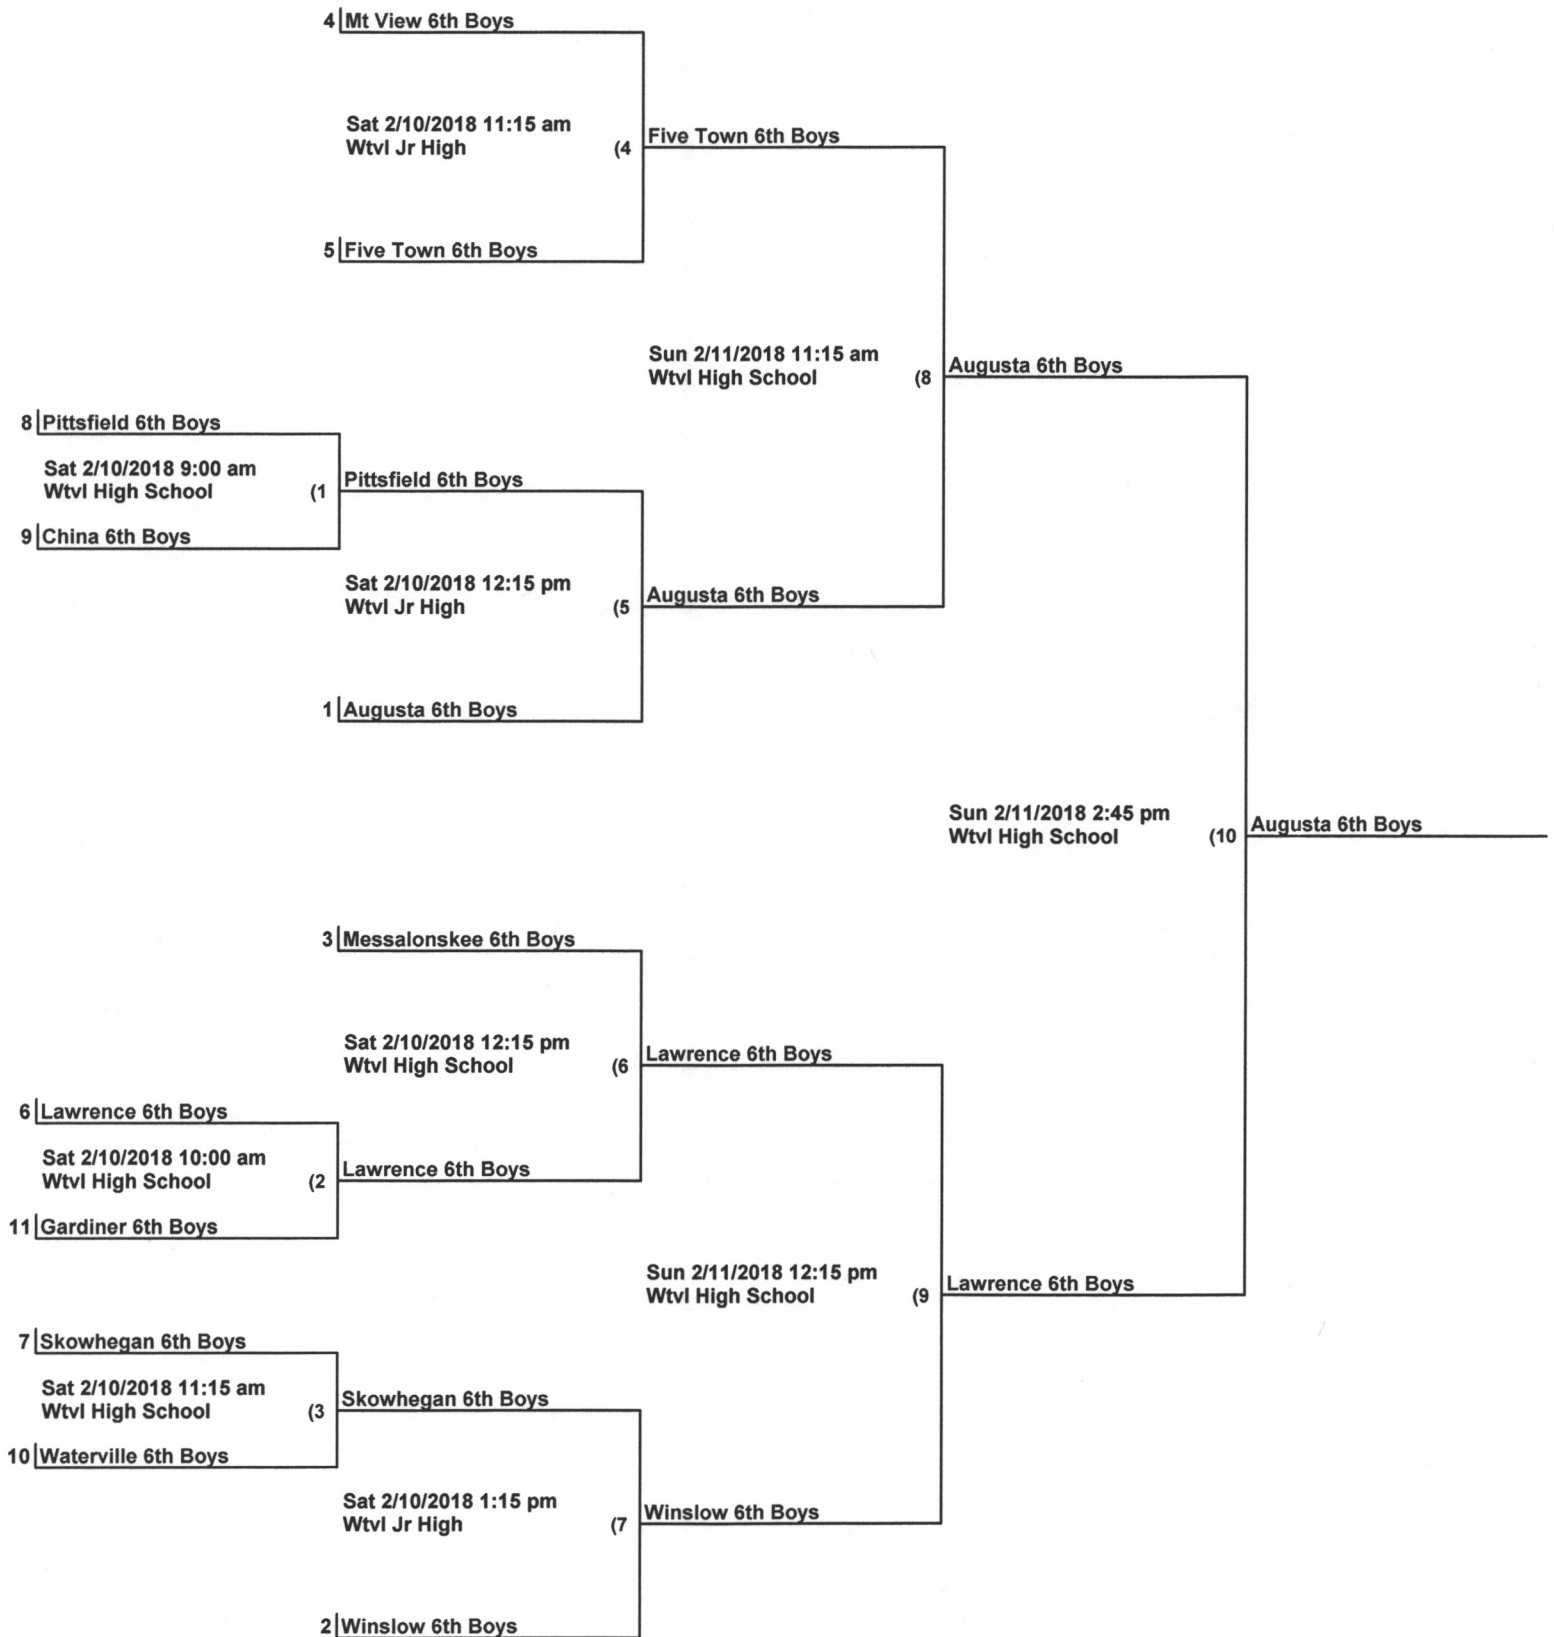 4 Mt View 6th Boys
Sat 2/10/2018 11:15 am
Wtvl Jr High (4
Five Town 6th Boys
5 Five Town 6th Boys
Sun 2/11/2018 11:15 am
Wtvl High School (8
Augusta 6th Boys
8 Pittsfield 6th Boys
Sat 2/10/2018 9:00 am
Wtvl High School (1
Pittsfield 6th Boys
9 China 6th Boys
Sat 2/10/2018 12:15 pm
Wtvl Jr High (5
Augusta 6th Boys
1 Augusta 6th Boys
Sun 2/11/2018 2:45 pm
Wtvl High School (10
Augusta 6th Boys
3 Messalonskee 6th Boys
Sat 2/10/2018 12:15 pm
Wtvl High School (6
Lawrence 6th Boys
6 Lawrence 6th Boys
Sat 2/10/2018 10:00 am
Wtvl High School (2
Lawrence 6th Boys
11 Gardiner 6th Boys
Sun 2/11/2018 12:15 pm
Wtvl High School (9
Lawrence 6th Boys
7 Skowhegan 6th Boys
Sat 2/10/2018 11:15 am
Wtvl High School (3
Skowhegan 6th Boys
10 Waterville 6th Boys
Sat 2/10/2018 1:15 pm
Wtvl Jr High (7
Winslow 6th Boys
2 Winslow 6th Boys